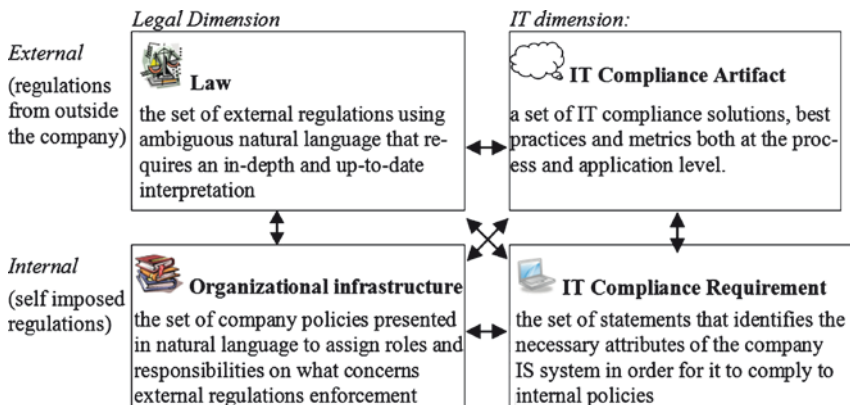 Legal Dimension
IT dimension:
External
(regulations
from outside
the company)
Law
the set of external regulations using
ambiguous natural language that re-
quires an in-depth and up-to-date
interpretation
IT Compliance Artifact
a set of IT compliance solutions, best
practices and metrics both at the proc-
ess and application level.
Internal
(self imposed
regulations)
Organizational infrastructure
the set of company policies presented
in natural language to assign roles and
responsibilities on what concerns
external regulations enforcement
IT Compliance Requirement
the set of statements that identifies the
necessary attributes of the company
IS system in order for it to comply to
internal policies